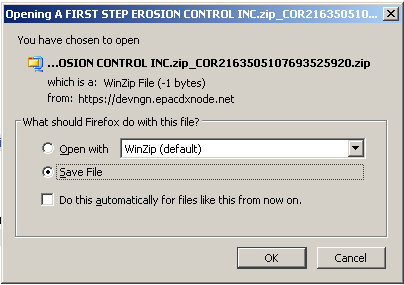 Opening A FIRST STEP EROSION CONTROL INC.zip_COR216350510...
You have chosen to open
...OSION CONTROL INC.zip_COR2163505107693525920.zip
which is a: WinZip File (-1 bytes)
from: https://devngn.epacdxnode.net
What should Firefox do with this file?
Open with WinZip (default)
Save File
Do this automatically for files like this from now on.
OK Cancel